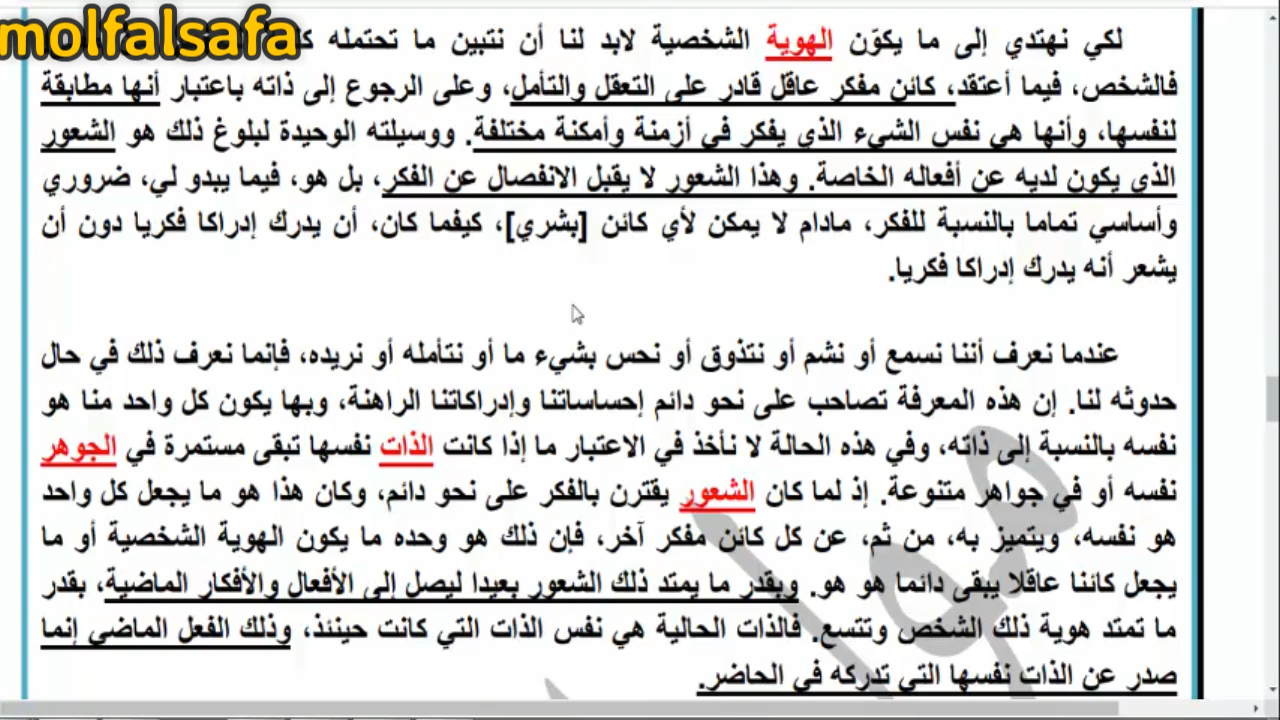 molfalsafa
لكي نهتدي إلى ما يكوّن الهوية الشخصية لابد لنا أن نتبين ما تحتمله
فالشخص، فيما أعتقد، كائن مفكر عاقل قادر على التعقل والتأمل، وعلى الرجوع إلى ذاته باعتبار أنها مطابقة
لنفسها، وأنها هي نفس الشيء الذي يفكر في أزمنة وأمكنة مختلفة. ووسيلته الوحيدة لبلوغ ذلك هو الشعور
الذي يكون لديه عن أفعاله الخاصة. وهذا الشعور لا يقبل الانفصال عن الفكر، بل هو، فيما يبدو لي، ضروري
وأساسي تماما بالنسبة للفكر، مادام لا يمكن لأي كائن [بشري]، كيفما كان، أن يدرك إدراكا فكريا دون أن
يشعر أنه يدرك إدراكا فكريا.
عندما نعرف أننا نسمع أو نشم أو نتذوق أو نحس بشيء ما أو نتأمله أو نريده، فإنما نعرف ذلك في حال
حدوثه لنا. إن هذه المعرفة تصاحب على نحو دائم إحساساتنا وإدراكاتنا الراهنة، وبها يكون كل واحد منا هو
نفسه بالنسبة إلى ذاته، وفي هذه الحالة لا نأخذ في الاعتبار ما إذا كانت الذات نفسها تبقى مستمرة في الجوهر
نفسه أو في جواهر متنوعة. إذ لما كان الشعور يقترن بالفكر على نحو دائم، وكان هذا هو ما يجعل كل واحد
هو نفسه، ويتميز به، من ثم، عن كل كائن مفكر آخر، فإن ذلك هو وحده ما يكون الهوية الشخصية أو ما
يجعل كائنا عاقلا يبقى دائما هو هو. وبقدر ما يمتد ذلك الشعور بعيدا ليصل إلى الأفعال والأفكار الماضية، بقدر
ما تمتد هوية ذلك الشخص وتتسع. فالذات الحالية هي نفس الذات التي كانت حينئذ، وذلك الفعل الماضي إنما
صدر عن الذات نفسها التي تدركه في الحاضر.